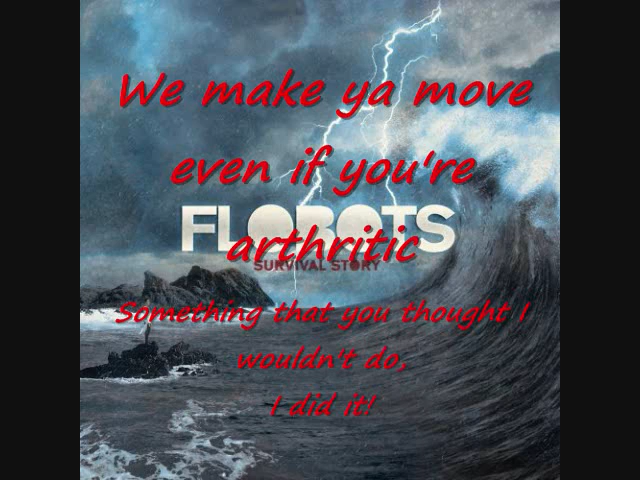 We make ya move
even if you're
FLOBOTS
arthritic
SURVIVAL STORY
Something that you thought I
wouldn't do,
I did it!